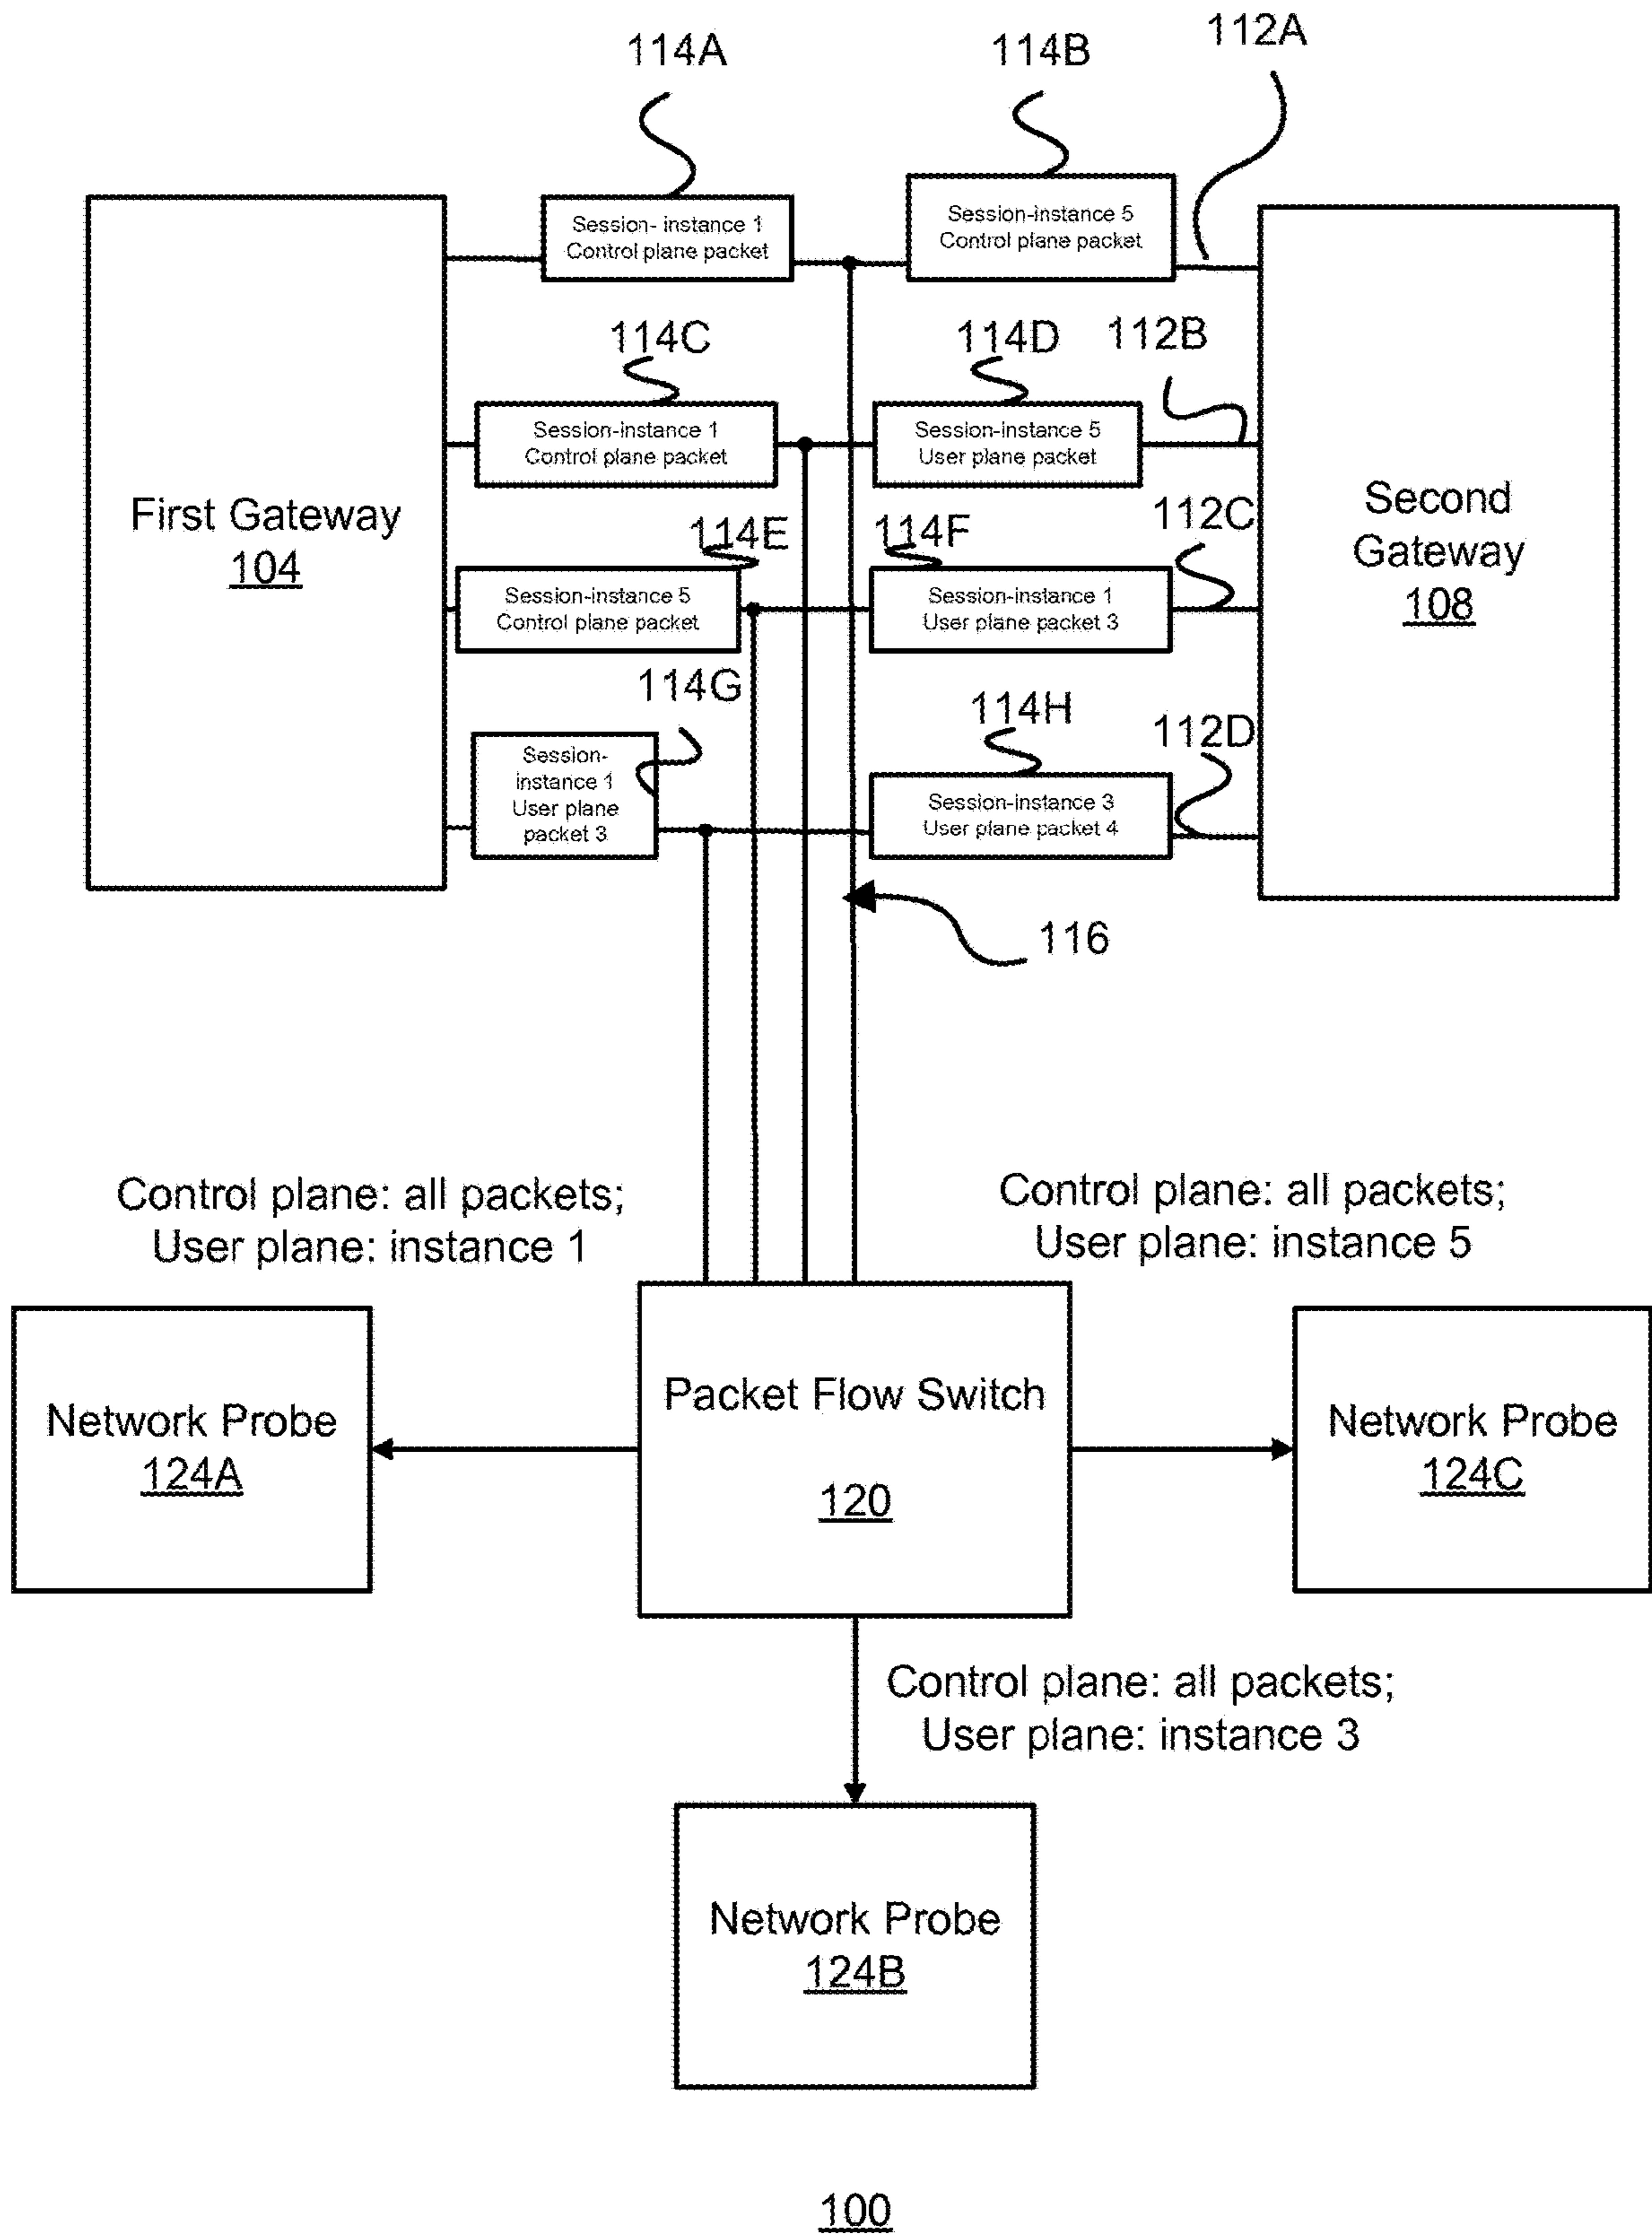 114A
114B
112A
Session- instance 1
Control plane packet
Session-instance 5
Control plane packet
114C
114D
112B
Session-instance 1
Control plane packet
Session-instance 5
User plane packet
First Gateway
104
Second
Gateway
108
114E
114F
112C
Session-instance 5
Control plane packet
Session-instance 1
User plane packet 3
114G
114H
112D
Session-
instance 1
User plane
packet 3
Session-instance 3
User plane packet 4
116
Control plane: all packets;
User plane: instance 1
Control plane: all packets;
User plane: instance 5
Network Probe
124A
Packet Flow Switch
120
Network Probe
124C
Control plane: all packets;
User plane: instance 3
Network Probe
124B
100